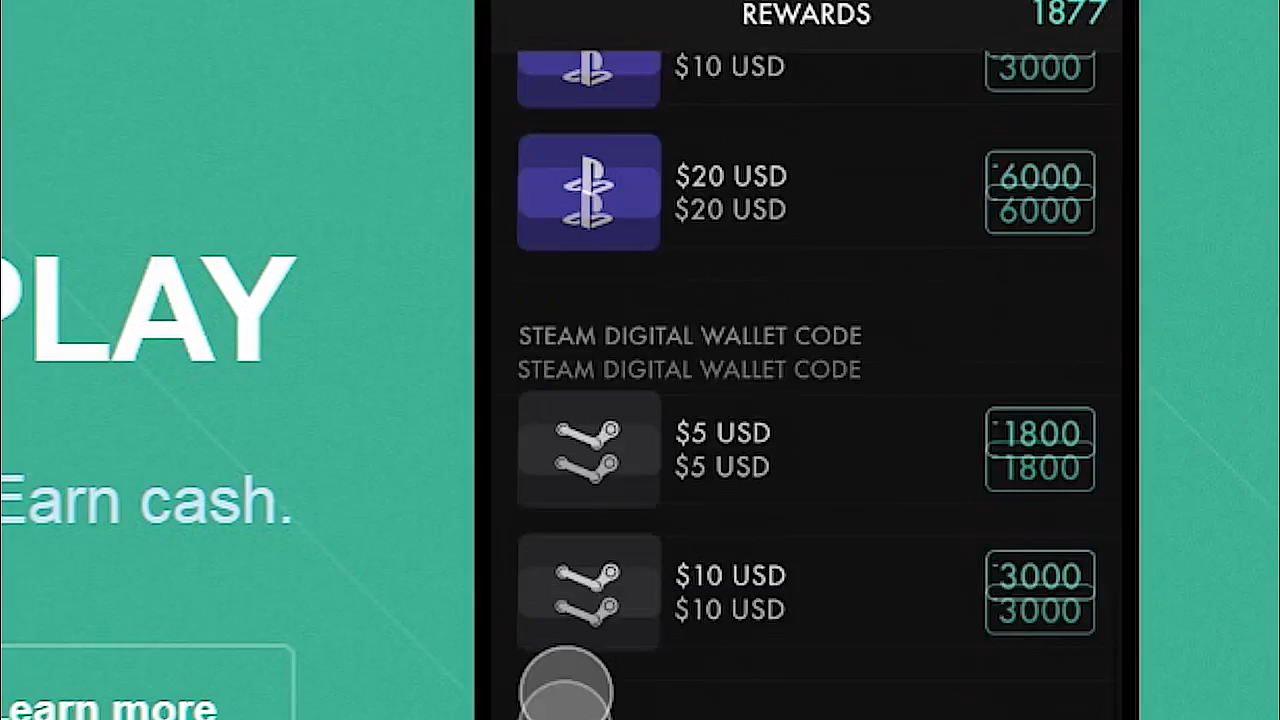 REWARDS
1877
$10 USD
3000
$20 USD
6000
$20 USD
6000
PLAY
STEAM DIGITAL WALLET CODE
STEAM DIGITAL WALLET CODE
$5 USD
1800
$5 USD
1800
Earn cash.
$10 USD
3000
$10 USD
3000
earn more